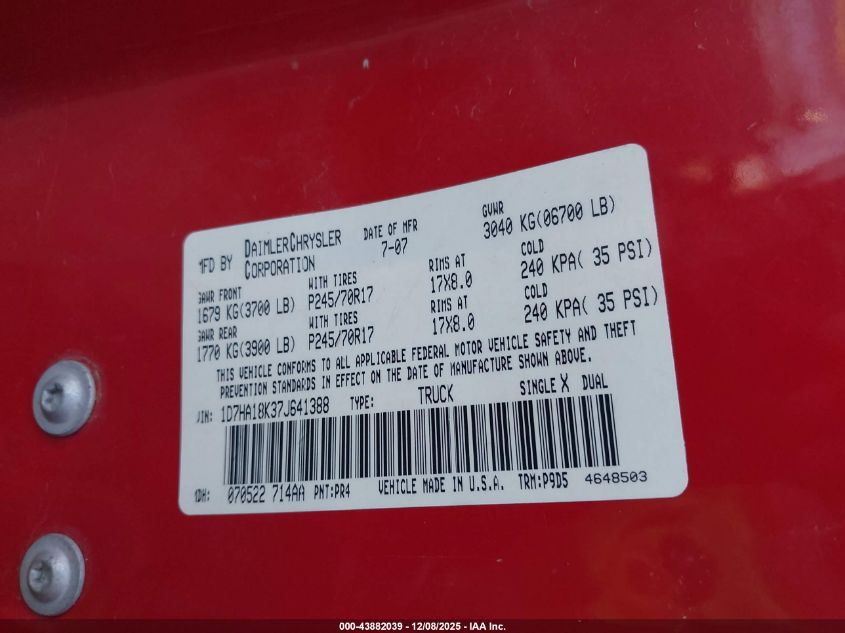 MFD BY DAIMLERCHRYSLER CORPORATION DATE OF MFR 7-07 GVWR 3040 KG(06700 LB)
GAWR FRONT WITH TIRES RIMS AT COLD
1679 KG(3700 LB) P245/70R17 17X8.0 240 KPA( 35 PSI)
GAWR REAR WITH TIRES RIMS AT COLD
1770 KG(3900 LB) P245/70R17 17X8.0 240 KPA( 35 PSI)
THIS VEHICLE CONFORMS TO ALL APPLICABLE FEDERAL MOTOR VEHICLE SAFETY AND THEFT
PREVENTION STANDARDS IN EFFECT ON THE DATE OF MANUFACTURE SHOWN ABOVE.
VIN: 1D7HA18K37J641388 TYPE: TRUCK SINGLE X DUAL
MDH: 070522 714AA PNT:PR4 VEHICLE MADE IN U.S.A. TRM:P9D5 4648503
000-43882039 - 12/08/2025 - IAA Inc.